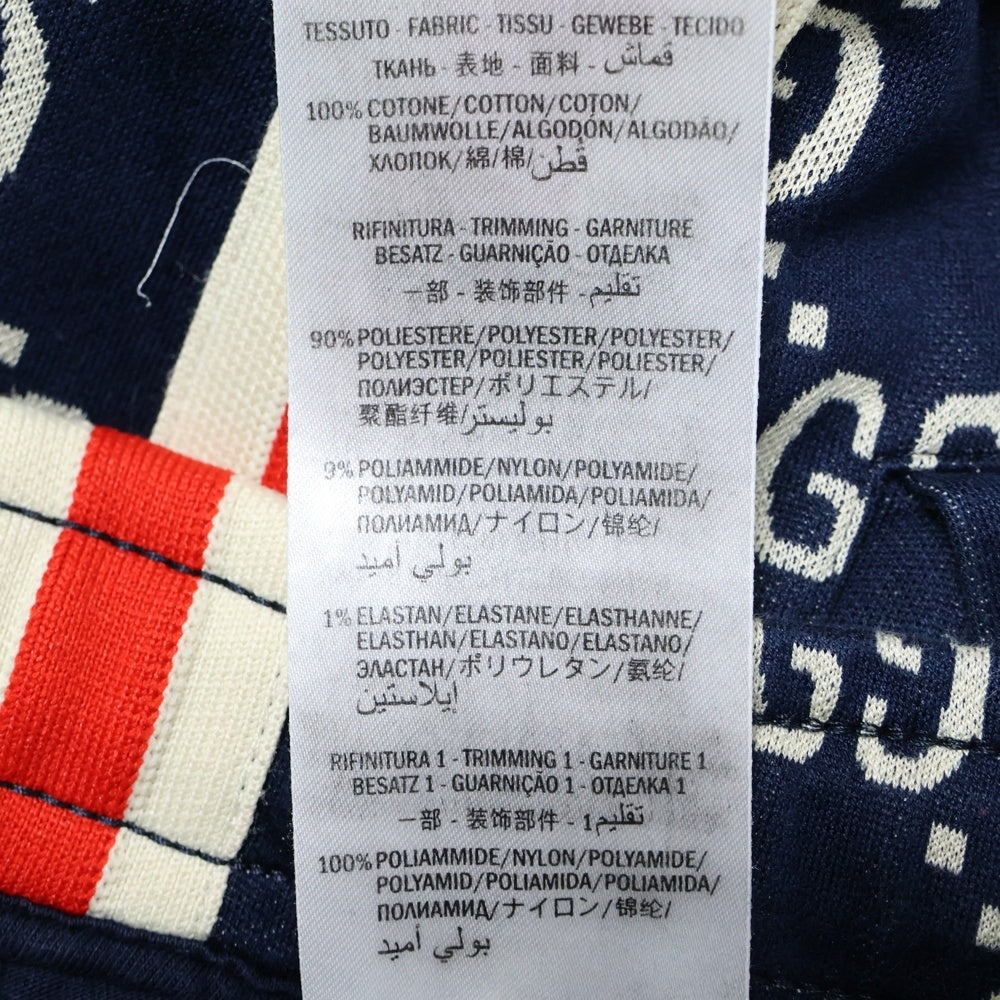 TESSUTO - FABRIC - TISSU - GEWEBE - TECIDO
ТКАНЬ - 表地 - 面料 - قماش
100% COTONE/COTTON/COTON/
BAUMWOLLE/ALGODÓN/ALGODÃO/
ХЛОПОК/綿/棉/قطن
RIFINITURA - TRIMMING - GARNITURE
BESATZ - GUARNIÇÃO - ОТДЕЛКА
一部 - 装饰部件 - تقليم
90% POLIESTERE/POLYESTER/POLYESTER/
POLYESTER/POLIESTER/POLIESTER/
ПОЛИЭСТЕР/ポリエステル/
聚酯纤维/بوليستر
9% POLIAMMIDE/NYLON/POLYAMIDE/
POLYAMID/POLIAMIDA/POLIAMIDA/
ПОЛИАМИД/ナイロン/锦纶/
بولي أميد
1% ELASTAN/ELASTANE/ELASTHANNE/
ELASTHAN/ELASTANO/ELASTANO/
ЭЛАСТАН/ポリウレタン/氨纶/
إيلاستين
RIFINITURA 1 - TRIMMING 1 - GARNITURE 1
BESATZ 1 - GUARNIÇÃO 1 - ОТДЕЛКА 1
一部 - 装饰部件 - 1 تقليم
100% POLIAMMIDE/NYLON/POLYAMIDE/
POLYAMID/POLIAMIDA/POLIAMIDA/
ПОЛИАМИД/ナイロン/锦纶/
بولي أميد